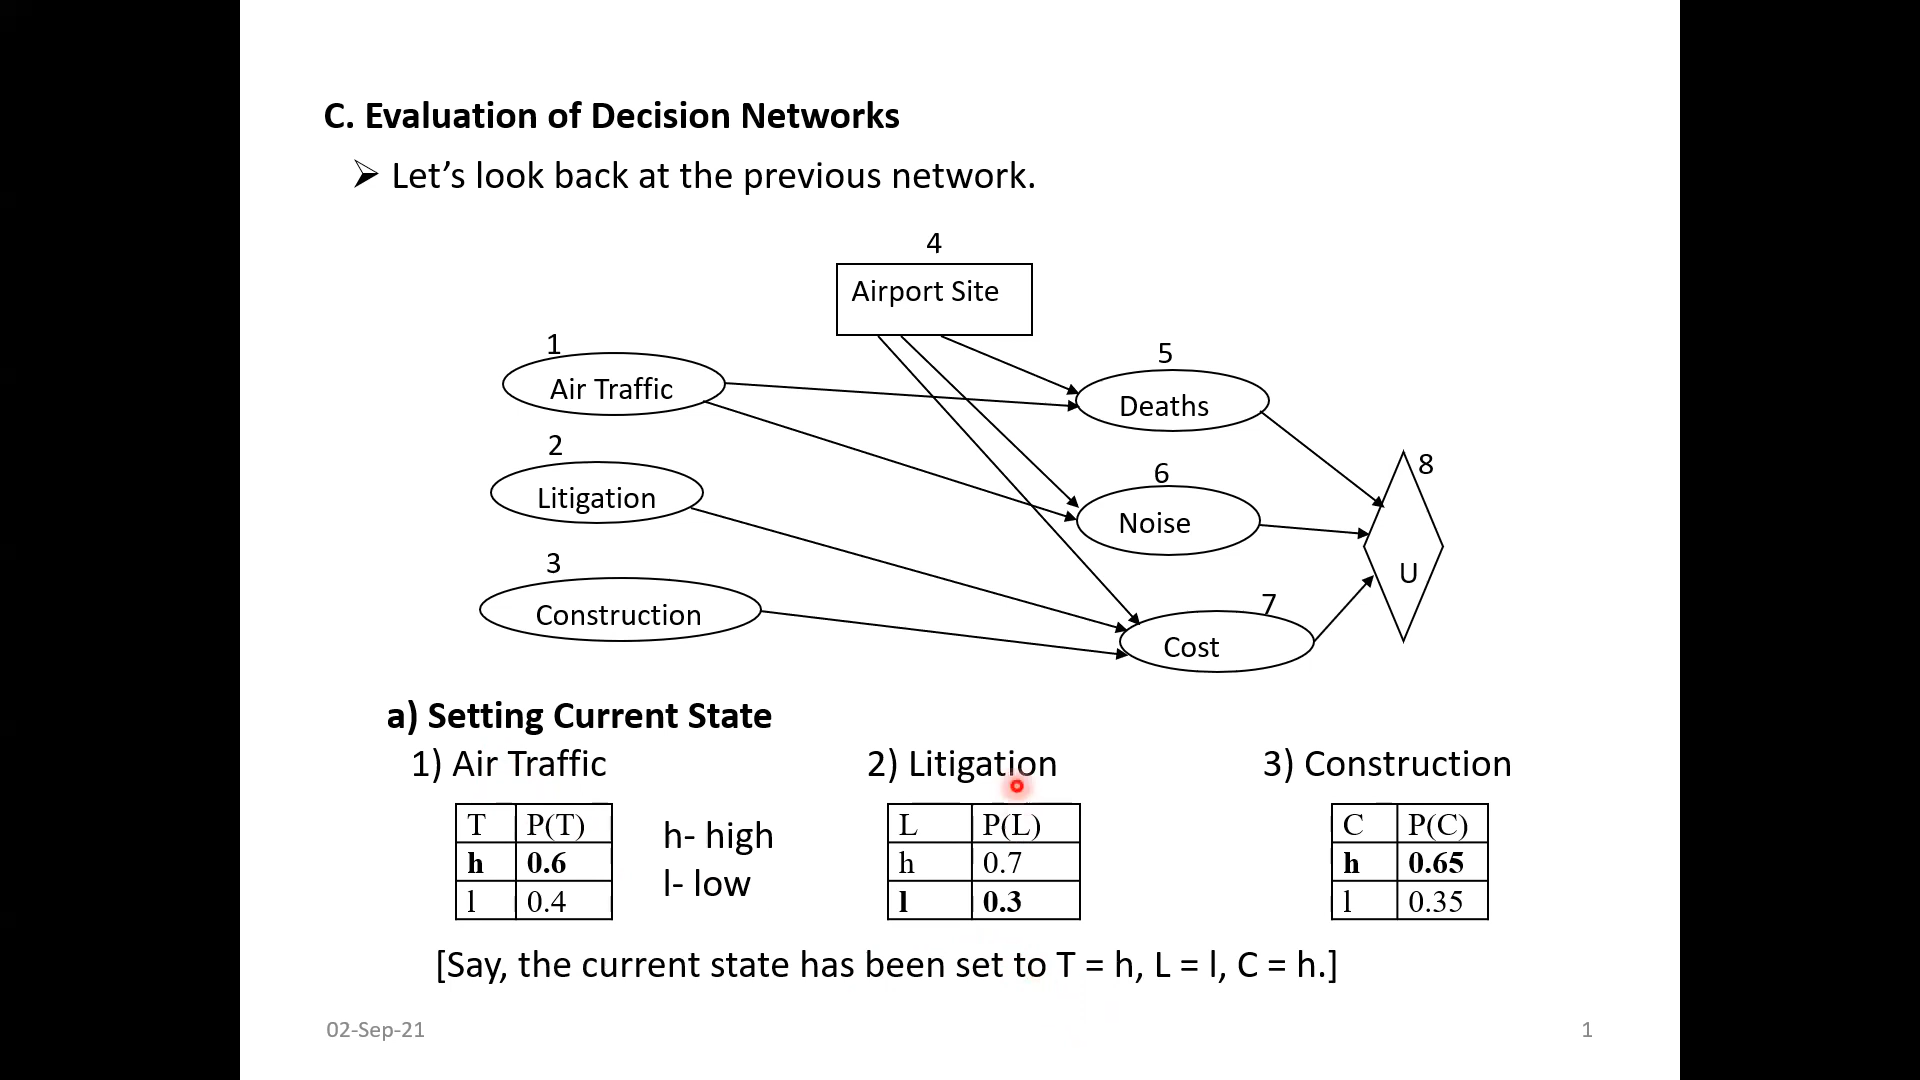 C. Evaluation of Decision Networks
➢ Let’s look back at the previous network.
4
Airport Site
1
Air Traffic
5
Deaths
2
Litigation
6
Noise
8
U
3
Construction
7
Cost
a) Setting Current State
1) Air Traffic
2) Litigation
3) Construction
T P(T)
h 0.6
l 0.4
h- high
l- low
L P(L)
h 0.7
l 0.3
C P(C)
h 0.65
l 0.35
[Say, the current state has been set to T = h, L = l, C = h.]
02-Sep-21
1